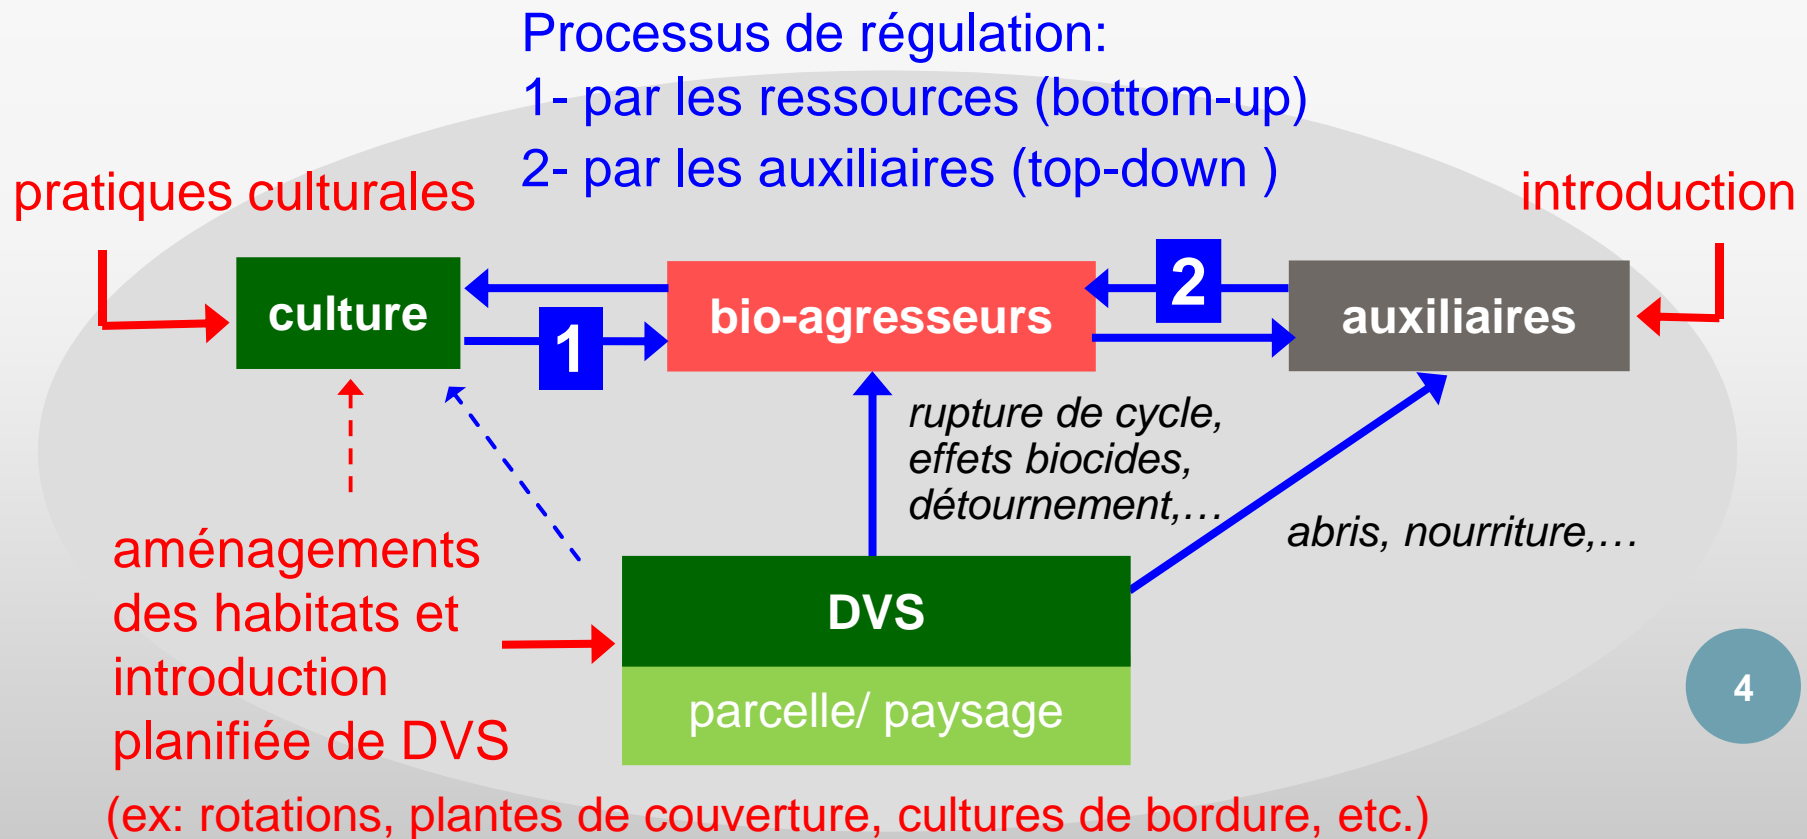 Processus de régulation:
1- par les ressources (bottom-up)
2- par les auxiliaires (top-down )
pratiques culturales
introduction
culture
1
bio-agresseurs
2
auxiliaires
rupture de cycle,
effets biocides,
détournement,…
abris, nourriture,…
aménagements
des habitats et
introduction
planifiée de DVS
DVS
parcelle/ paysage
4
(ex: rotations, plantes de couverture, cultures de bordure, etc.)